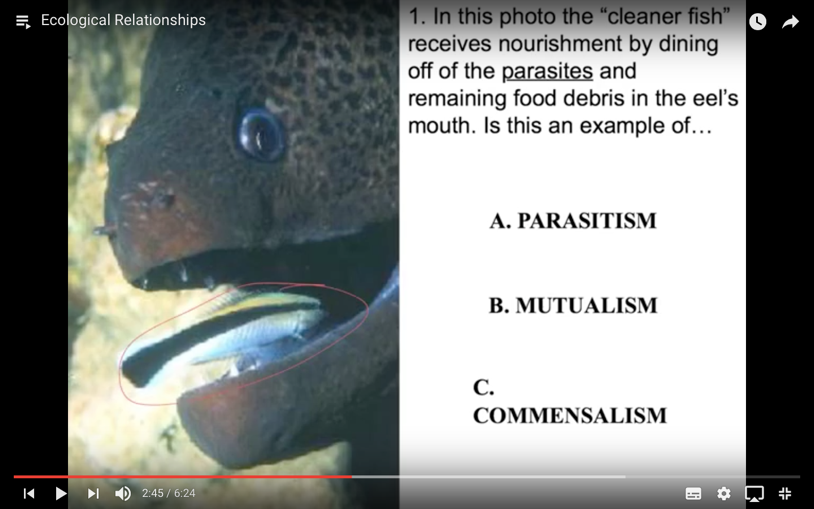 Ecological Relationships
1. In this photo the “cleaner fish”
receives nourishment by dining
off of the parasites and
remaining food debris in the eel’s
mouth. Is this an example of…
A. PARASITISM
B. MUTUALISM
C.
COMMENSALISM
2:45 / 6:24